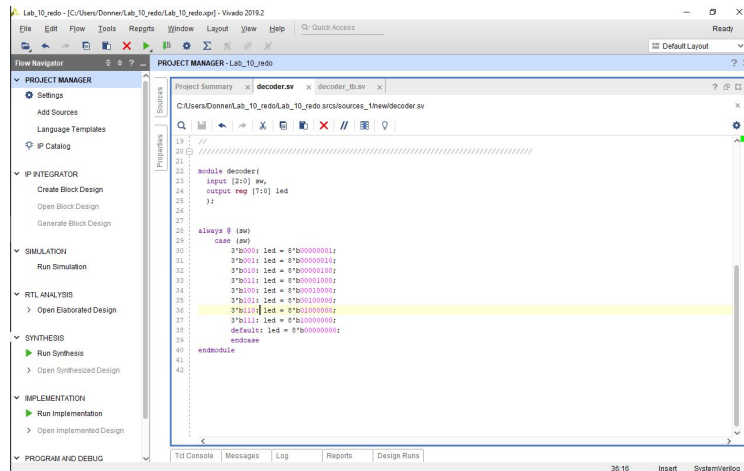 Lab_10_redo - [C:/Users/Donner/Lab_10_redo/Lab_10_redo.xpr] - Vivado 2019.2
File Edit Flow Tools Reports Window Layout View Help Q- Quick Access
Ready
Default Layout
Flow Navigator
PROJECT MANAGER - Lab_10_redo
PROJECT MANAGER
Settings
Add Sources
Language Templates
IP Catalog
IP INTEGRATOR
Create Block Design
Open Block Design
Generate Block Design
SIMULATION
Run Simulation
RTL ANALYSIS
Open Elaborated Design
SYNTHESIS
Run Synthesis
Open Synthesized Design
IMPLEMENTATION
Run Implementation
Open Implemented Design
PROGRAM AND DEBUG
Sources
Properties
Project Summary decoder.sv decoder_tb.sv
C:/Users/Donner/Lab_10_redo/Lab_10_redo.srcs/sources_1/new/decoder.sv
19 //
20 //////////////////////////////////////////////////////////////////////////////////
21
22 module decoder(
23 input [2:0] sw,
24 output reg [7:0] led
25 );
26
27
28 always @ (sw)
29 case (sw)
30 3'b000: led = 8'b00000001;
31 3'b001: led = 8'b00000010;
32 3'b010: led = 8'b00000100;
33 3'b011: led = 8'b00001000;
34 3'b100: led = 8'b00010000;
35 3'b101: led = 8'b00100000;
36 3'b110: led = 8'b01000000;
37 3'b111: led = 8'b10000000;
38 default: led = 8'b00000000;
39 endcase
40 endmodule
41
42
Tcl Console Messages Log Reports Design Runs
36:16 Insert SystemVerilog